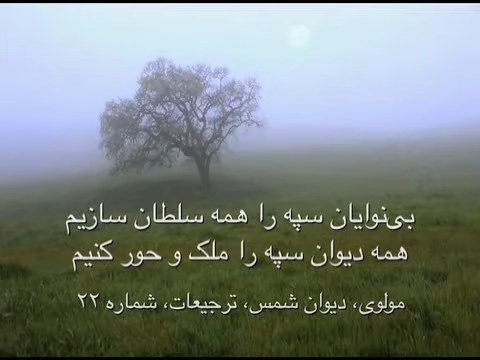 بی‌نوایان سپه را همه سلطان سازیم
همه دیوان سپه را ملک و حور کنیم
مولوی، دیوان شمس، ترجیعات، شماره ۲۲